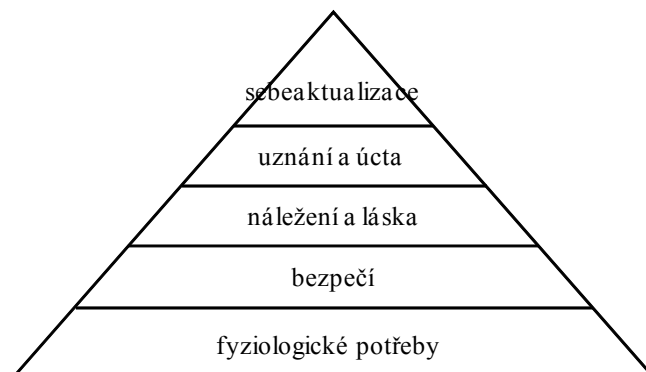 sebeaktualizace
uznání a úcta
náležení a láska
bezpečí
fyziologické potřeby